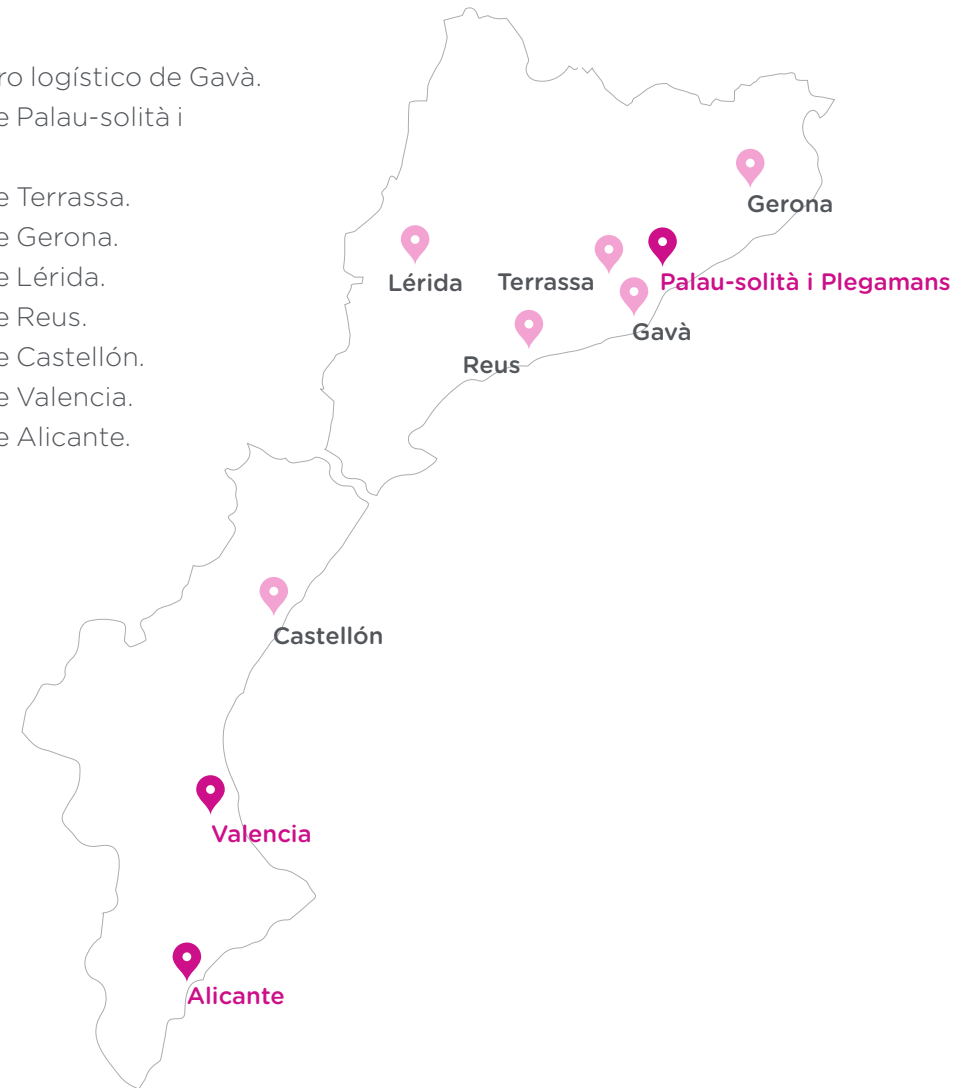 ro logístico de Gavà.
e Palau-solità i
e Terrassa.
e Gerona.
e Lérida.
e Reus.
e Castellón.
e Valencia.
e Alicante.
Gerona
Lérida
Terrassa
Palau-solità i Plegamans
Gavà
Reus
Castellón
Valencia
Alicante